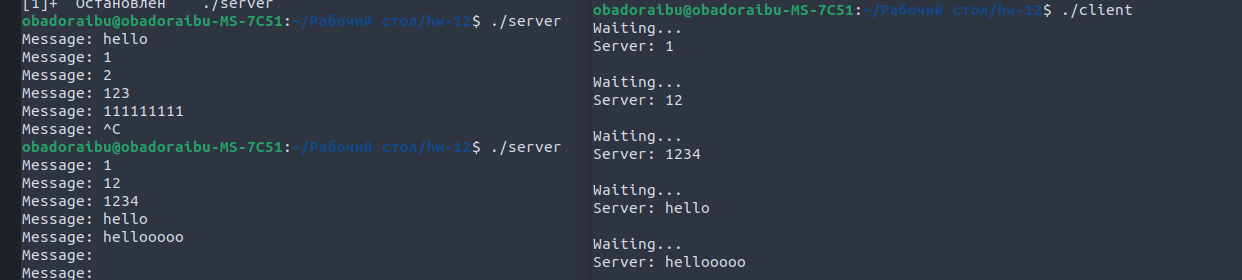 [1]+  Остановлен    ./server
obadoraibu@obadoraibu-MS-7C51:~/Рабочий стол/hw-12$ ./server
Message: hello
Message: 1
Message: 2
Message: 123
Message: 111111111
Message: ^C
obadoraibu@obadoraibu-MS-7C51:~/Рабочий стол/hw-12$ ./server
Message: 1
Message: 12
Message: 1234
Message: hello
Message: hellooooo
Message:
Message:
obadoraibu@obadoraibu-MS-7C51:~/Рабочий стол/hw-12$ ./client
Waiting...
Server: 1
Waiting...
Server: 12
Waiting...
Server: 1234
Waiting...
Server: hello
Waiting...
Server: hellooooo